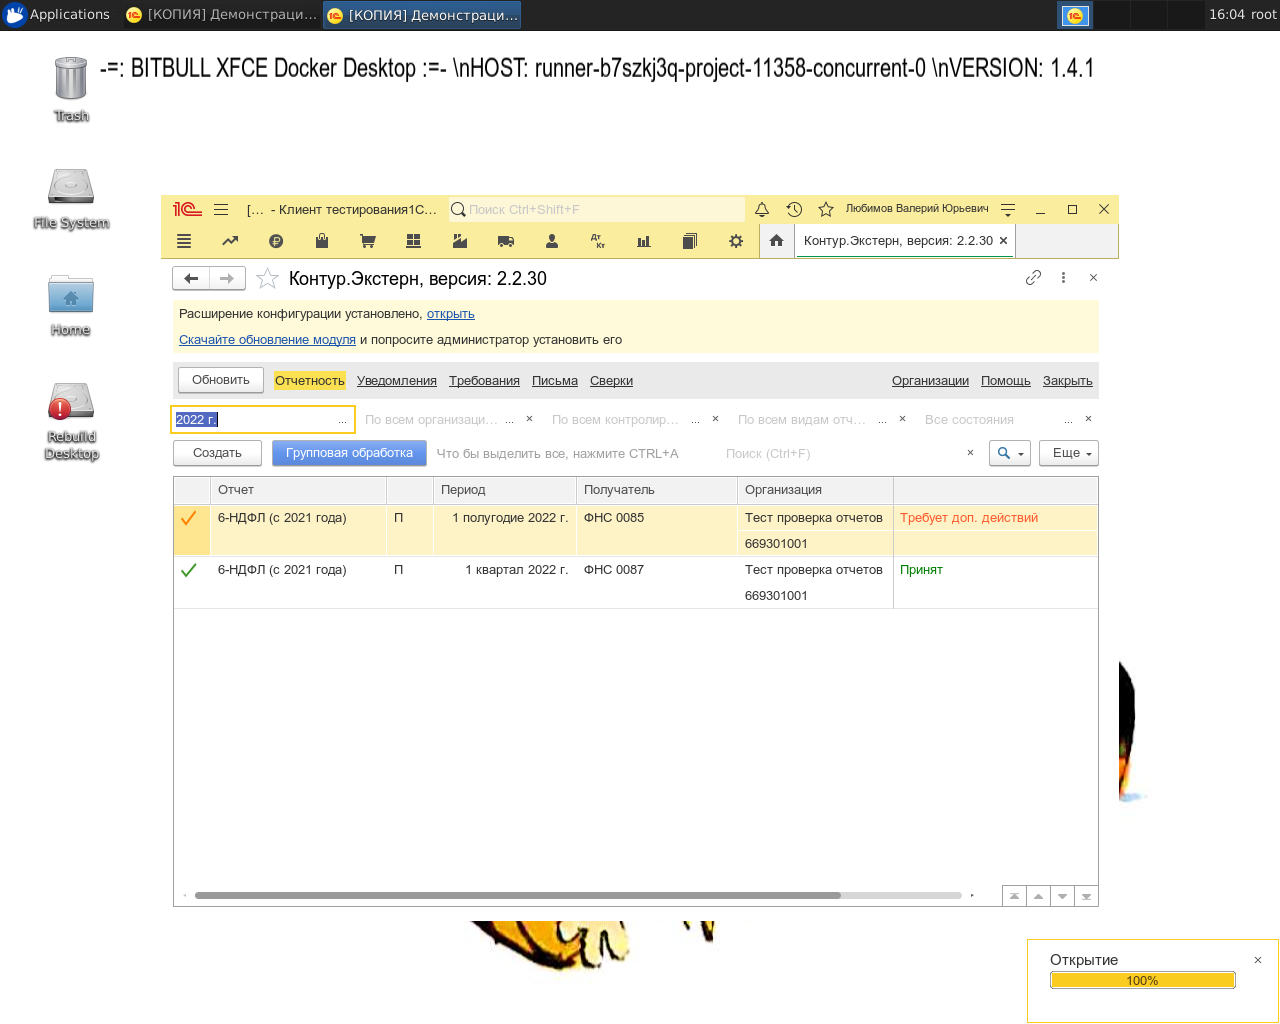 Applications
[КОПИЯ] Демонстраци...
[КОПИЯ] Демонстраци...
16:04 root
-=: BITBULL XFCE Docker Desktop :=- \nHOST: runner-b7szkj3q-project-11358-concurrent-0 \nVERSION: 1.4.1
Trash
File System
Home
Rebuild
Desktop
[... - Клиент тестирования1С...
Поиск Ctrl+Shift+F
Любимов Валерий Юрьевич
Контур.Экстерн, версия: 2.2.30
Контур.Экстерн, версия: 2.2.30
Расширение конфигурации установлено, открыть
Скачайте обновление модуля и попросите администратор установить его
Обновить Отчетность Уведомления Требования Письма Сверки Организации Помощь Закрыть
2022 г. ... По всем организаци... ... По всем контролир... ... По всем видам отч... ... Все состояния ...
Создать Групповая обработка Что бы выделить все, нажмите CTRL+A Поиск (Ctrl+F) Еще
Отчет Период Получатель Организация
6-НДФЛ (с 2021 года) П 1 полугодие 2022 г. ФНС 0085 Тест проверка отчетов Требует доп. действий
669301001
6-НДФЛ (с 2021 года) П 1 квартал 2022 г. ФНС 0087 Тест проверка отчетов Принят
669301001
Открытие
100%